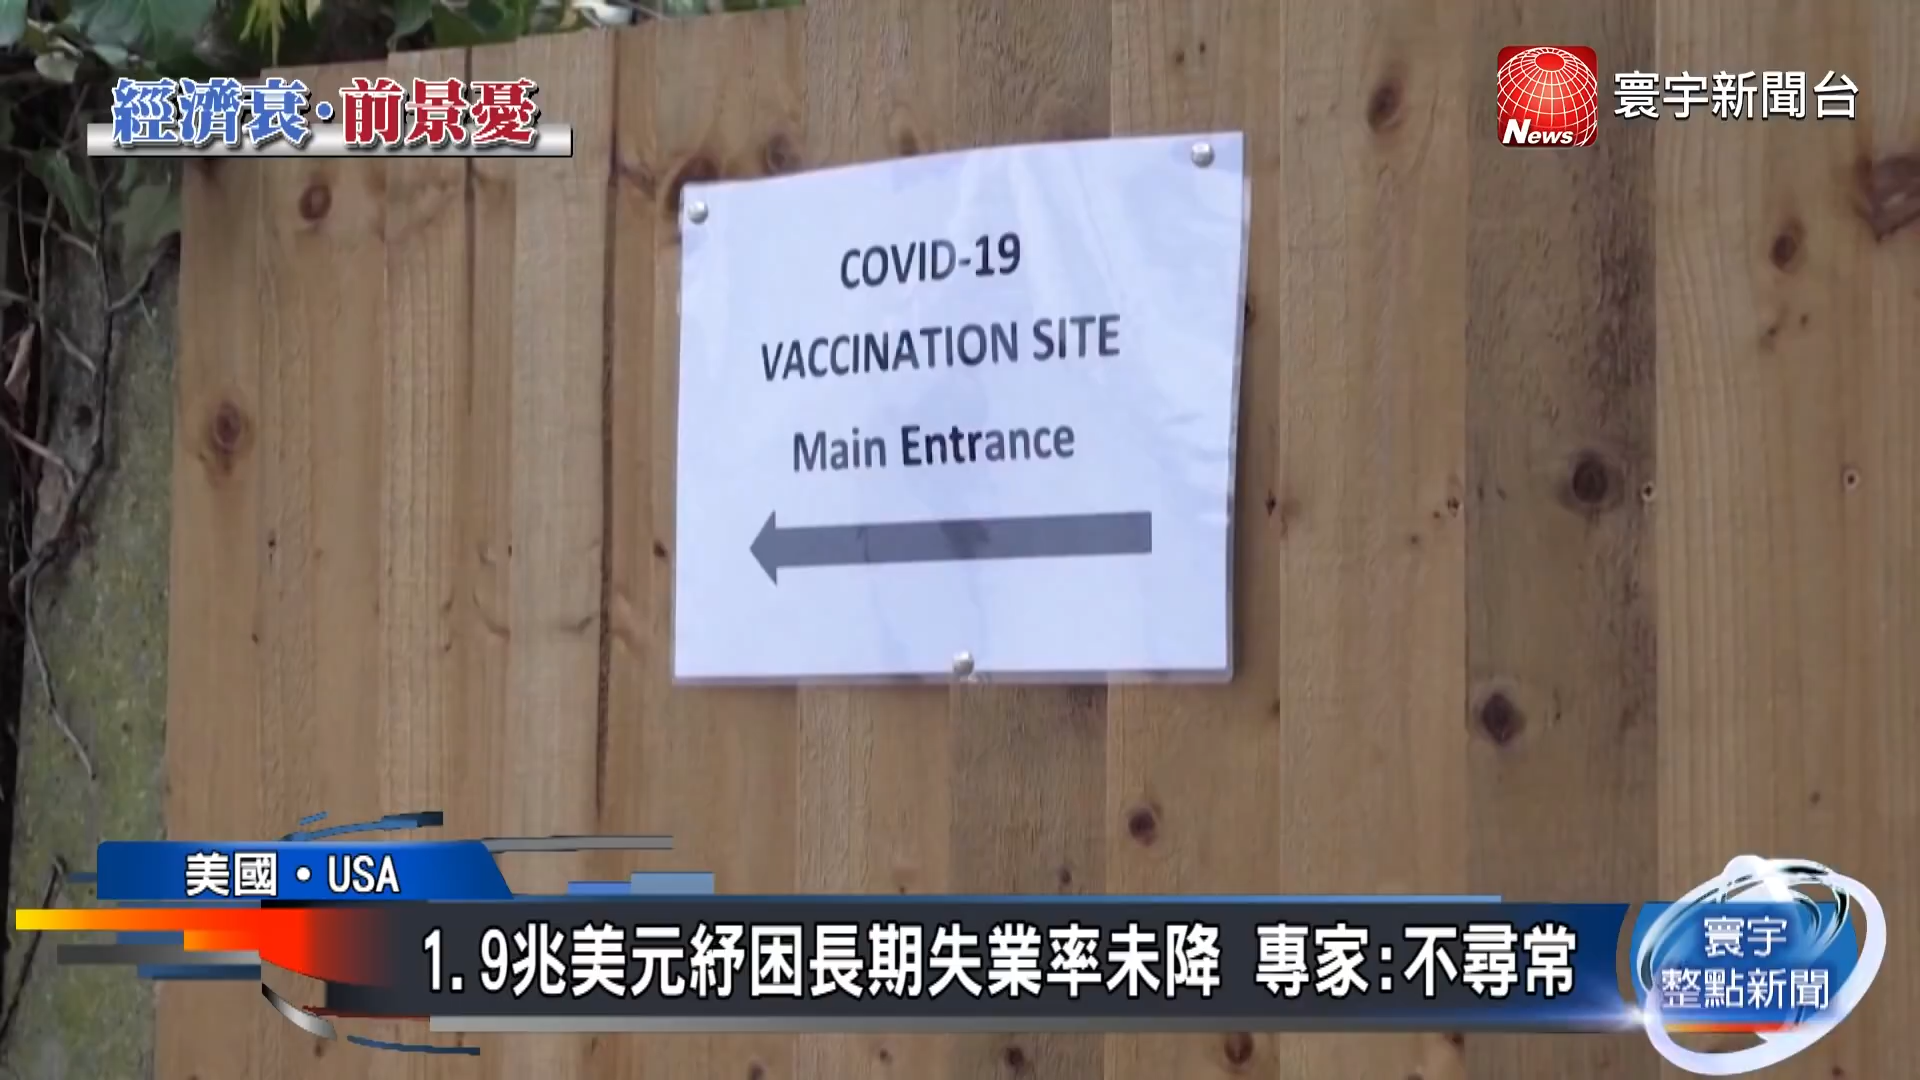 經濟衰·前景憂
News
寰宇新聞台
COVID-19
VACCINATION SITE
Main Entrance
美國·USA
1.9兆美元紓困長期失業率未降 專家:不尋常
寰宇
整點新聞